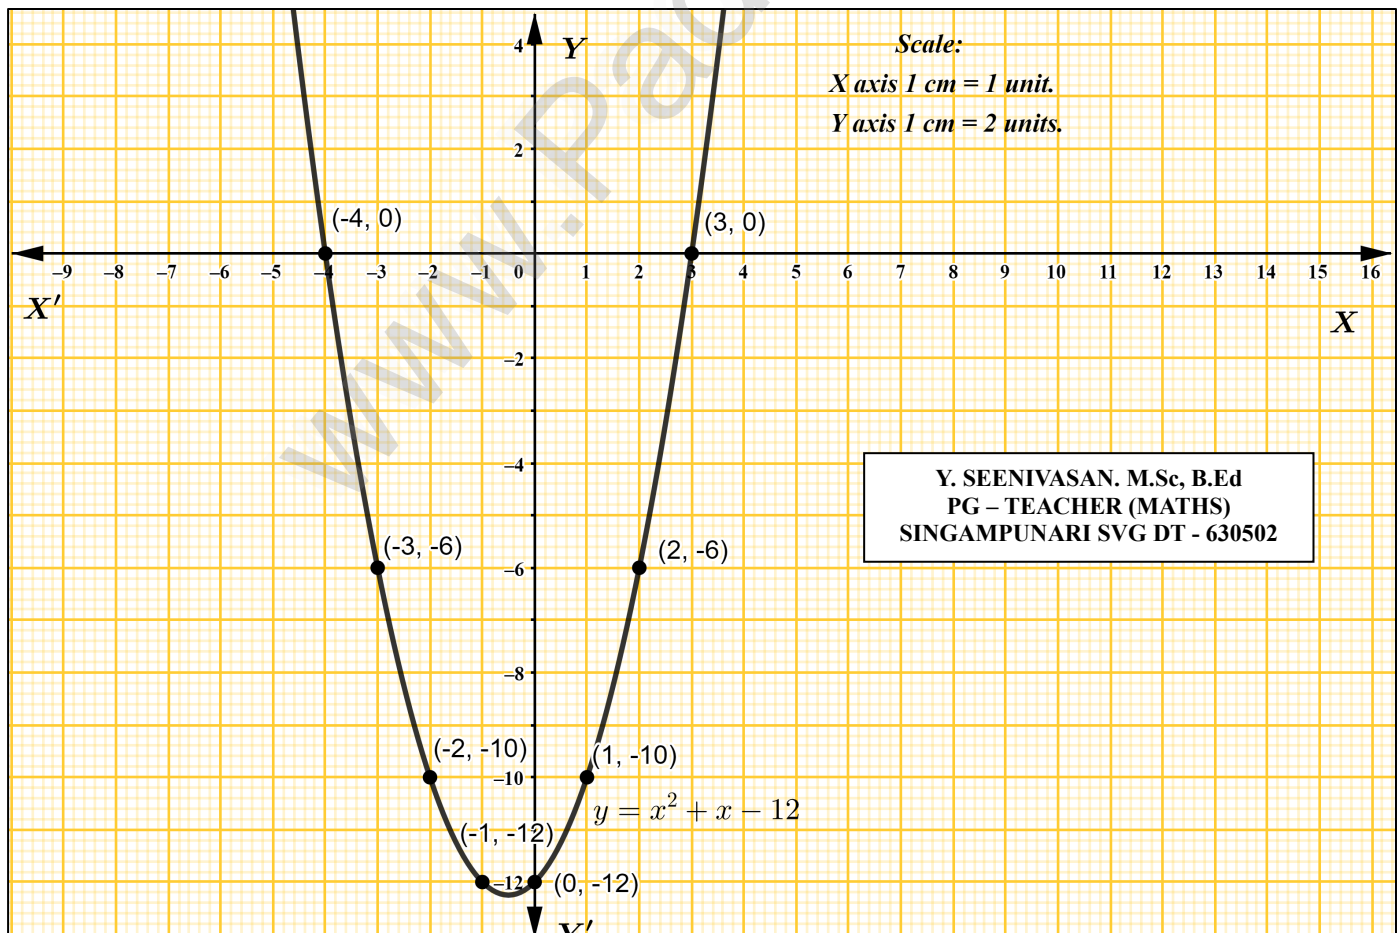 4
Y
Scale:
X axis 1 cm = 1 unit.
Y axis 1 cm = 2 units.
2
www.Pad
(-4, 0)
(3, 0)
–9 –8 –7 –6 –5 –4 –3 –2 –1 0 1 2 3 4 5 6 7 8 9 10 11 12 13 14 15 16
X′
X
–2
–4
Y. SEENIVASAN. M.Sc, B.Ed
PG – TEACHER (MATHS)
SINGAMPUNARI SVG DT - 630502
(-3, -6)
(2, -6)
–6
–8
(-2, -10)
(1, -10)
–10
y = x² + x − 12
(-1, -12)
–12
(0, -12)